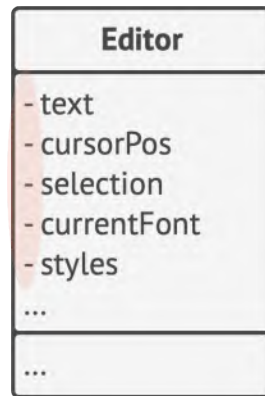 Editor
- text
- cursorPos
- selection
- currentFont
- styles
...
...